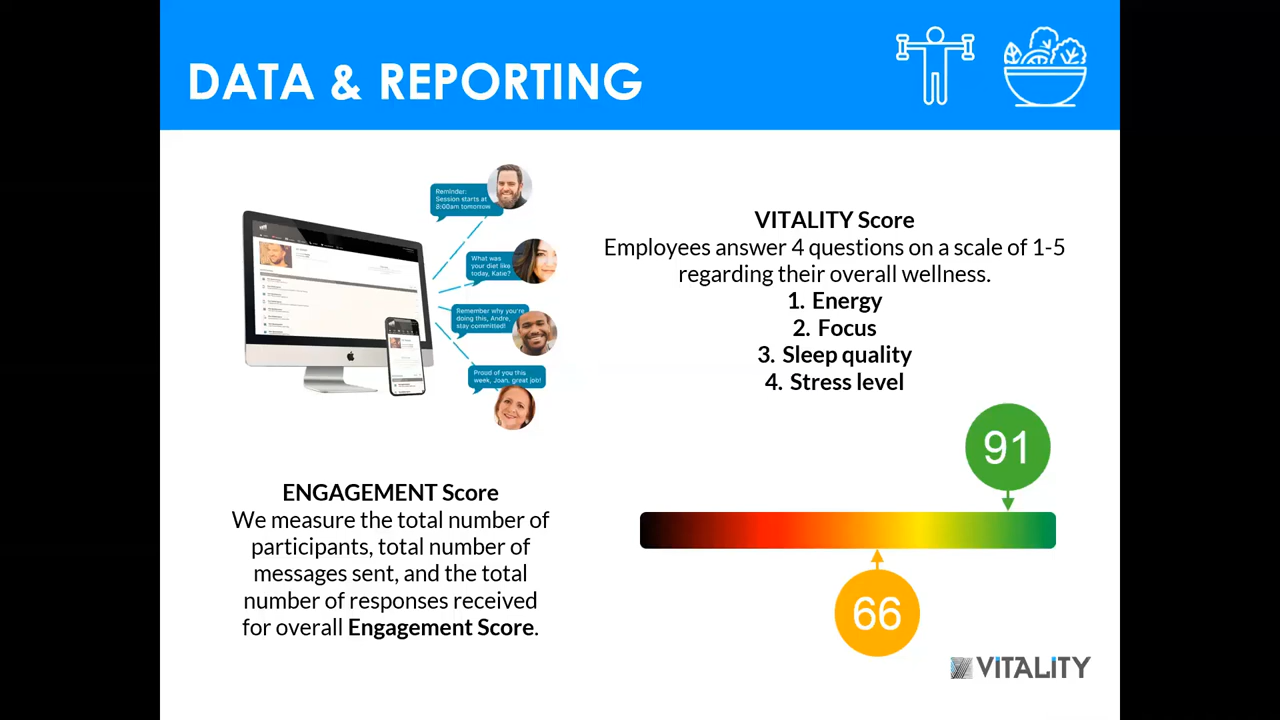 DATA & REPORTING
Reminder:
Session starts at
8:00am tomorrow
What was
your diet like
today, Katie?
Remember why you're
doing this, Andre,
stay committed!
Proud of you this
week, Joan, great job!
VITALITY Score
Employees answer 4 questions on a scale of 1-5
regarding their overall wellness.
1. Energy
2. Focus
3. Sleep quality
4. Stress level
91
66
ENGAGEMENT Score
We measure the total number of
participants, total number of
messages sent, and the total
number of responses received
for overall Engagement Score.
ViTALiTY